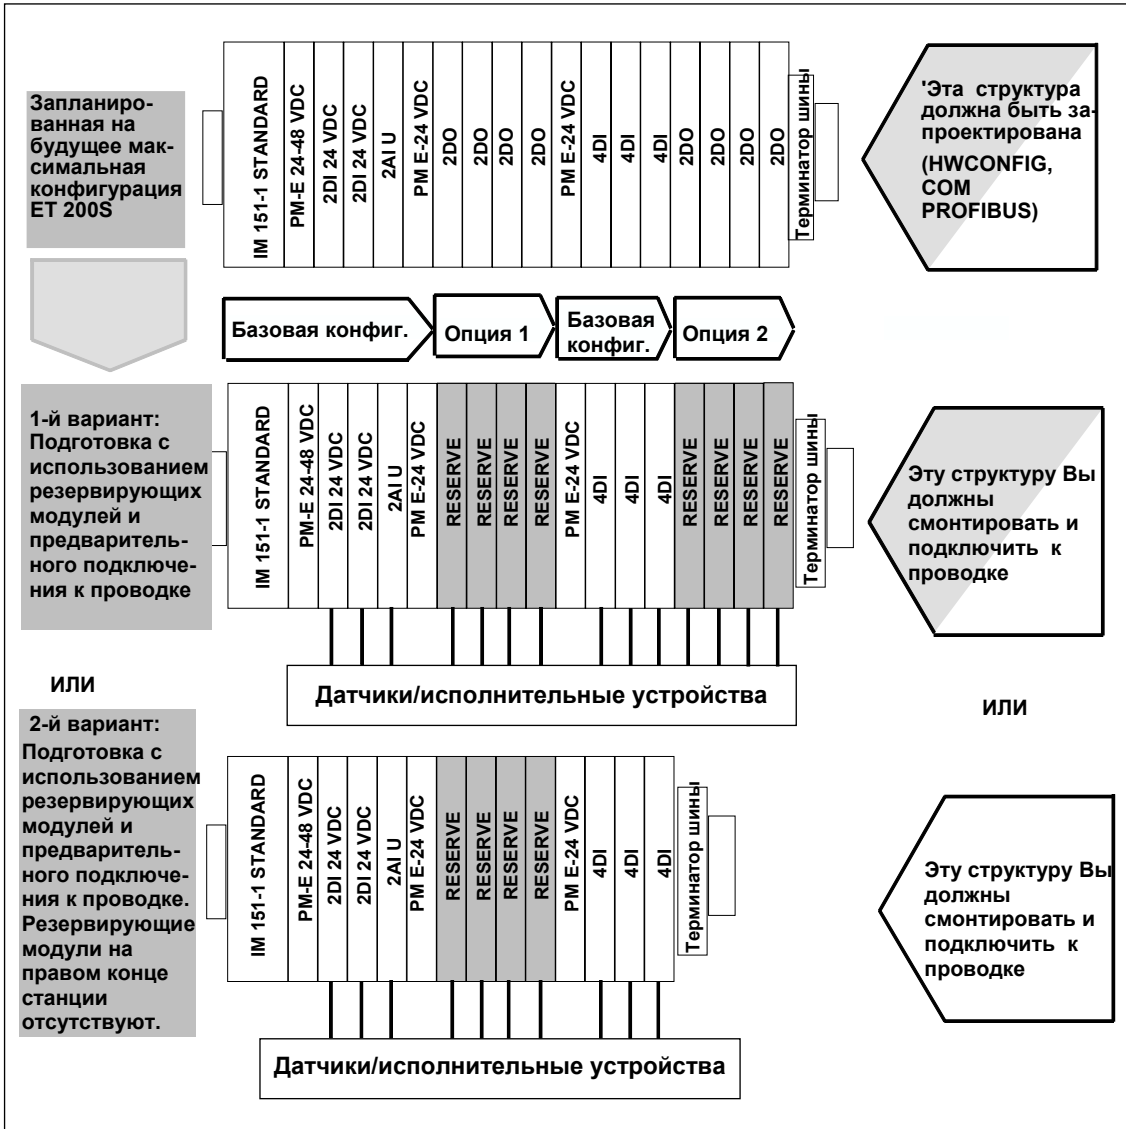 Запланиро-
ванная на
будущее мак-
симальная
конфигурация
ET 200S
IM 151-1 STANDARD
PM-E 24-48 VDC
2DI 24 VDC
2DI 24 VDC
2AI U
PM E-24 VDC
2DO
2DO
2DO
2DO
PM E-24 VDC
4DI
4DI
4DI
2DO
2DO
2DO
2DO
Терминатор шины
'Эта структура
должна быть за-
проектирована
(HWCONFIG,
COM
PROFIBUS)
Базовая конфиг.
Опция 1
Базовая
конфиг.
Опция 2
1-й вариант:
Подготовка с
использованием
резервирующих
модулей и
предваритель-
ного подключе-
ния к проводке
IM 151-1 STANDARD
PM-E 24-48 VDC
2DI 24 VDC
2DI 24 VDC
2AI U
PM E-24 VDC
RESERVE
RESERVE
RESERVE
RESERVE
PM E-24 VDC
4DI
4DI
4DI
RESERVE
RESERVE
RESERVE
RESERVE
Терминатор шины
Эту структуру Вы
должны
смонтировать и
подключить к
проводке
Датчики/исполнительные устройства
ИЛИ
ИЛИ
2-й вариант:
Подготовка с
использованием
резервирующих
модулей и
предваритель-
ного подключе-
ния к проводке.
Резервирующие
модули на
правом конце
станции
отсутствуют.
IM 151-1 STANDARD
PM-E 24-48 VDC
2DI 24 VDC
2DI 24 VDC
2AI U
PM E-24 VDC
RESERVE
RESERVE
RESERVE
RESERVE
PM E-24 VDC
4DI
4DI
4DI
Терминатор шины
Эту структуру Вы
должны
смонтировать и
подключить к
проводке
Датчики/исполнительные устройства